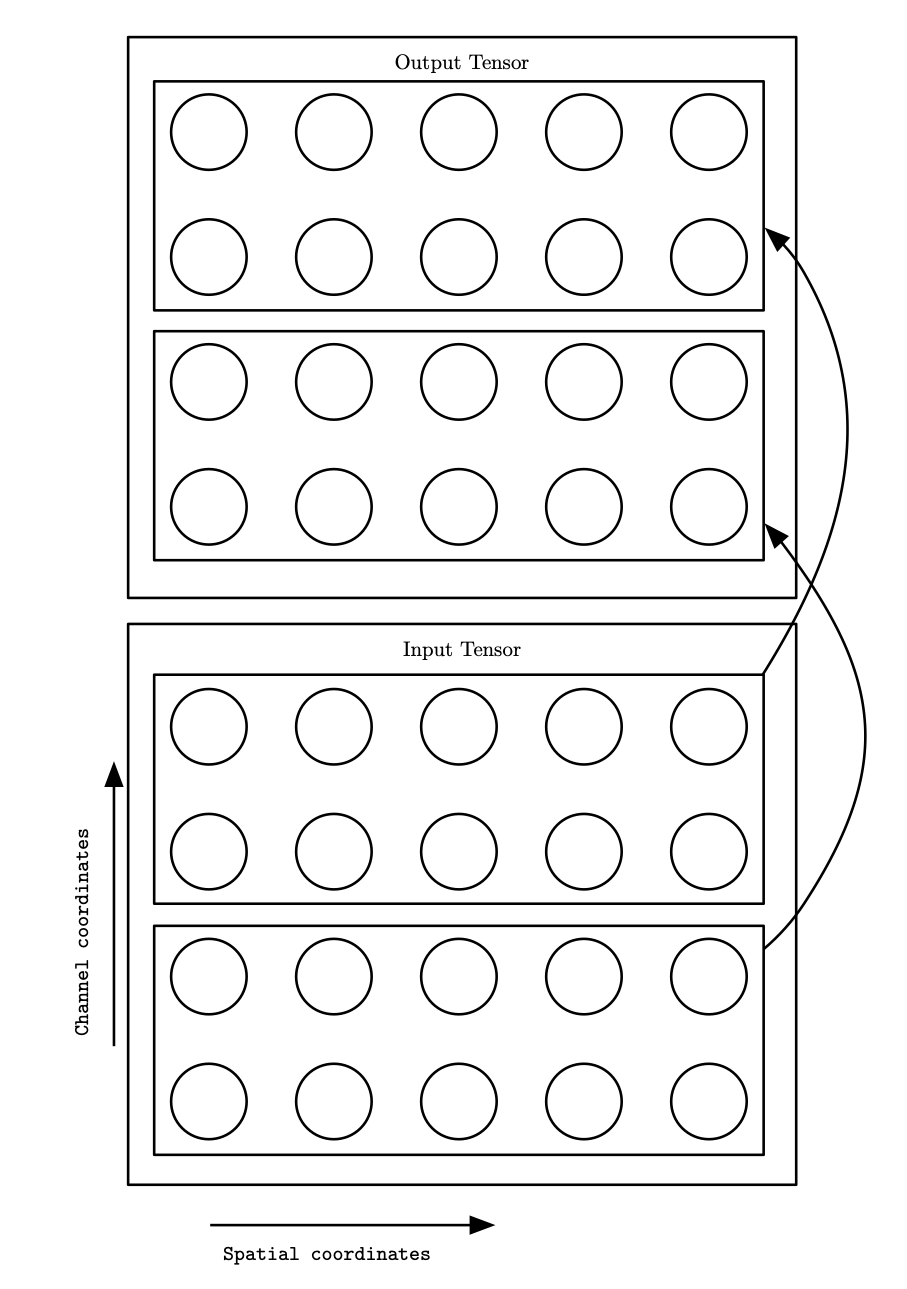 Output Tensor
Input Tensor
Channel coordinates
Spatial coordinates